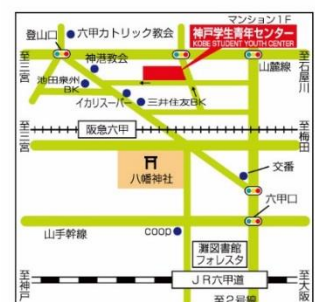 マンション1F
登山口
六甲カトリック教会
神戸学生青年センター
KOBE STUDENT YOUTH CENTER
至三宮
神港教会
山麓線
至石屋川
池田泉州
BK
イカリスーパー
三井住友BK
至三宮
阪急六甲
至梅田
八幡神社
交番
六甲口
山手幹線
coop
灘図書館
フォレスタ
至神戸
JR六甲道
至大阪
至2号線